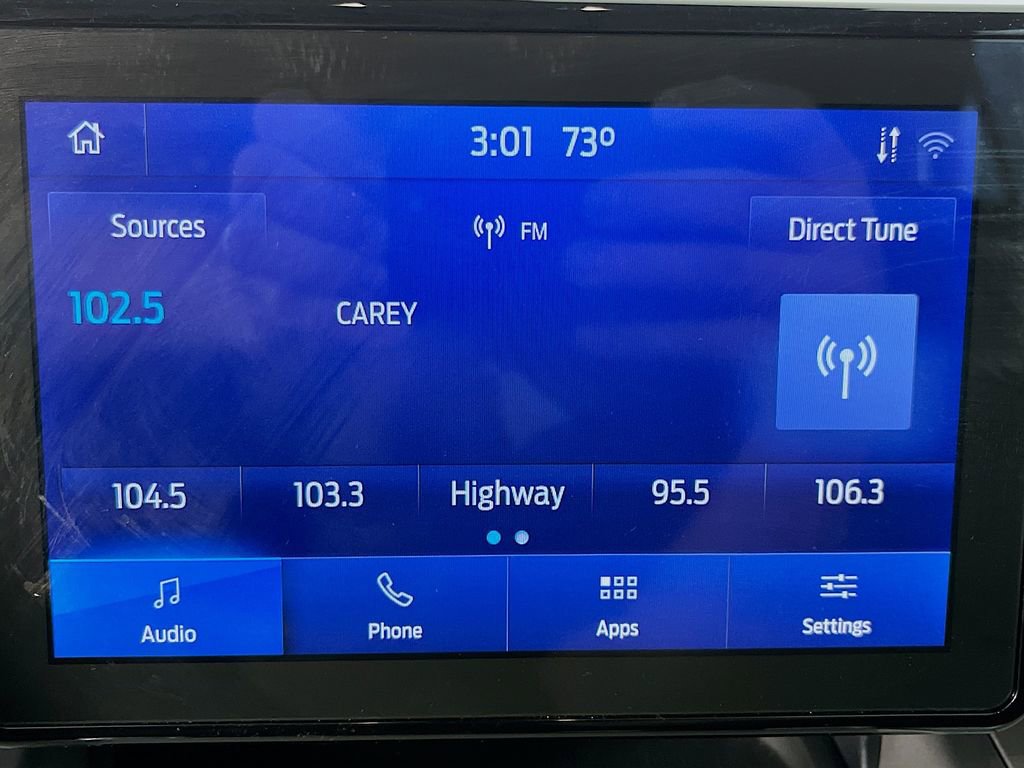 3:01 73°
Sources
FM
Direct Tune
102.5
CAREY
104.5
103.3
Highway
95.5
106.3
Audio
Phone
Apps
Settings